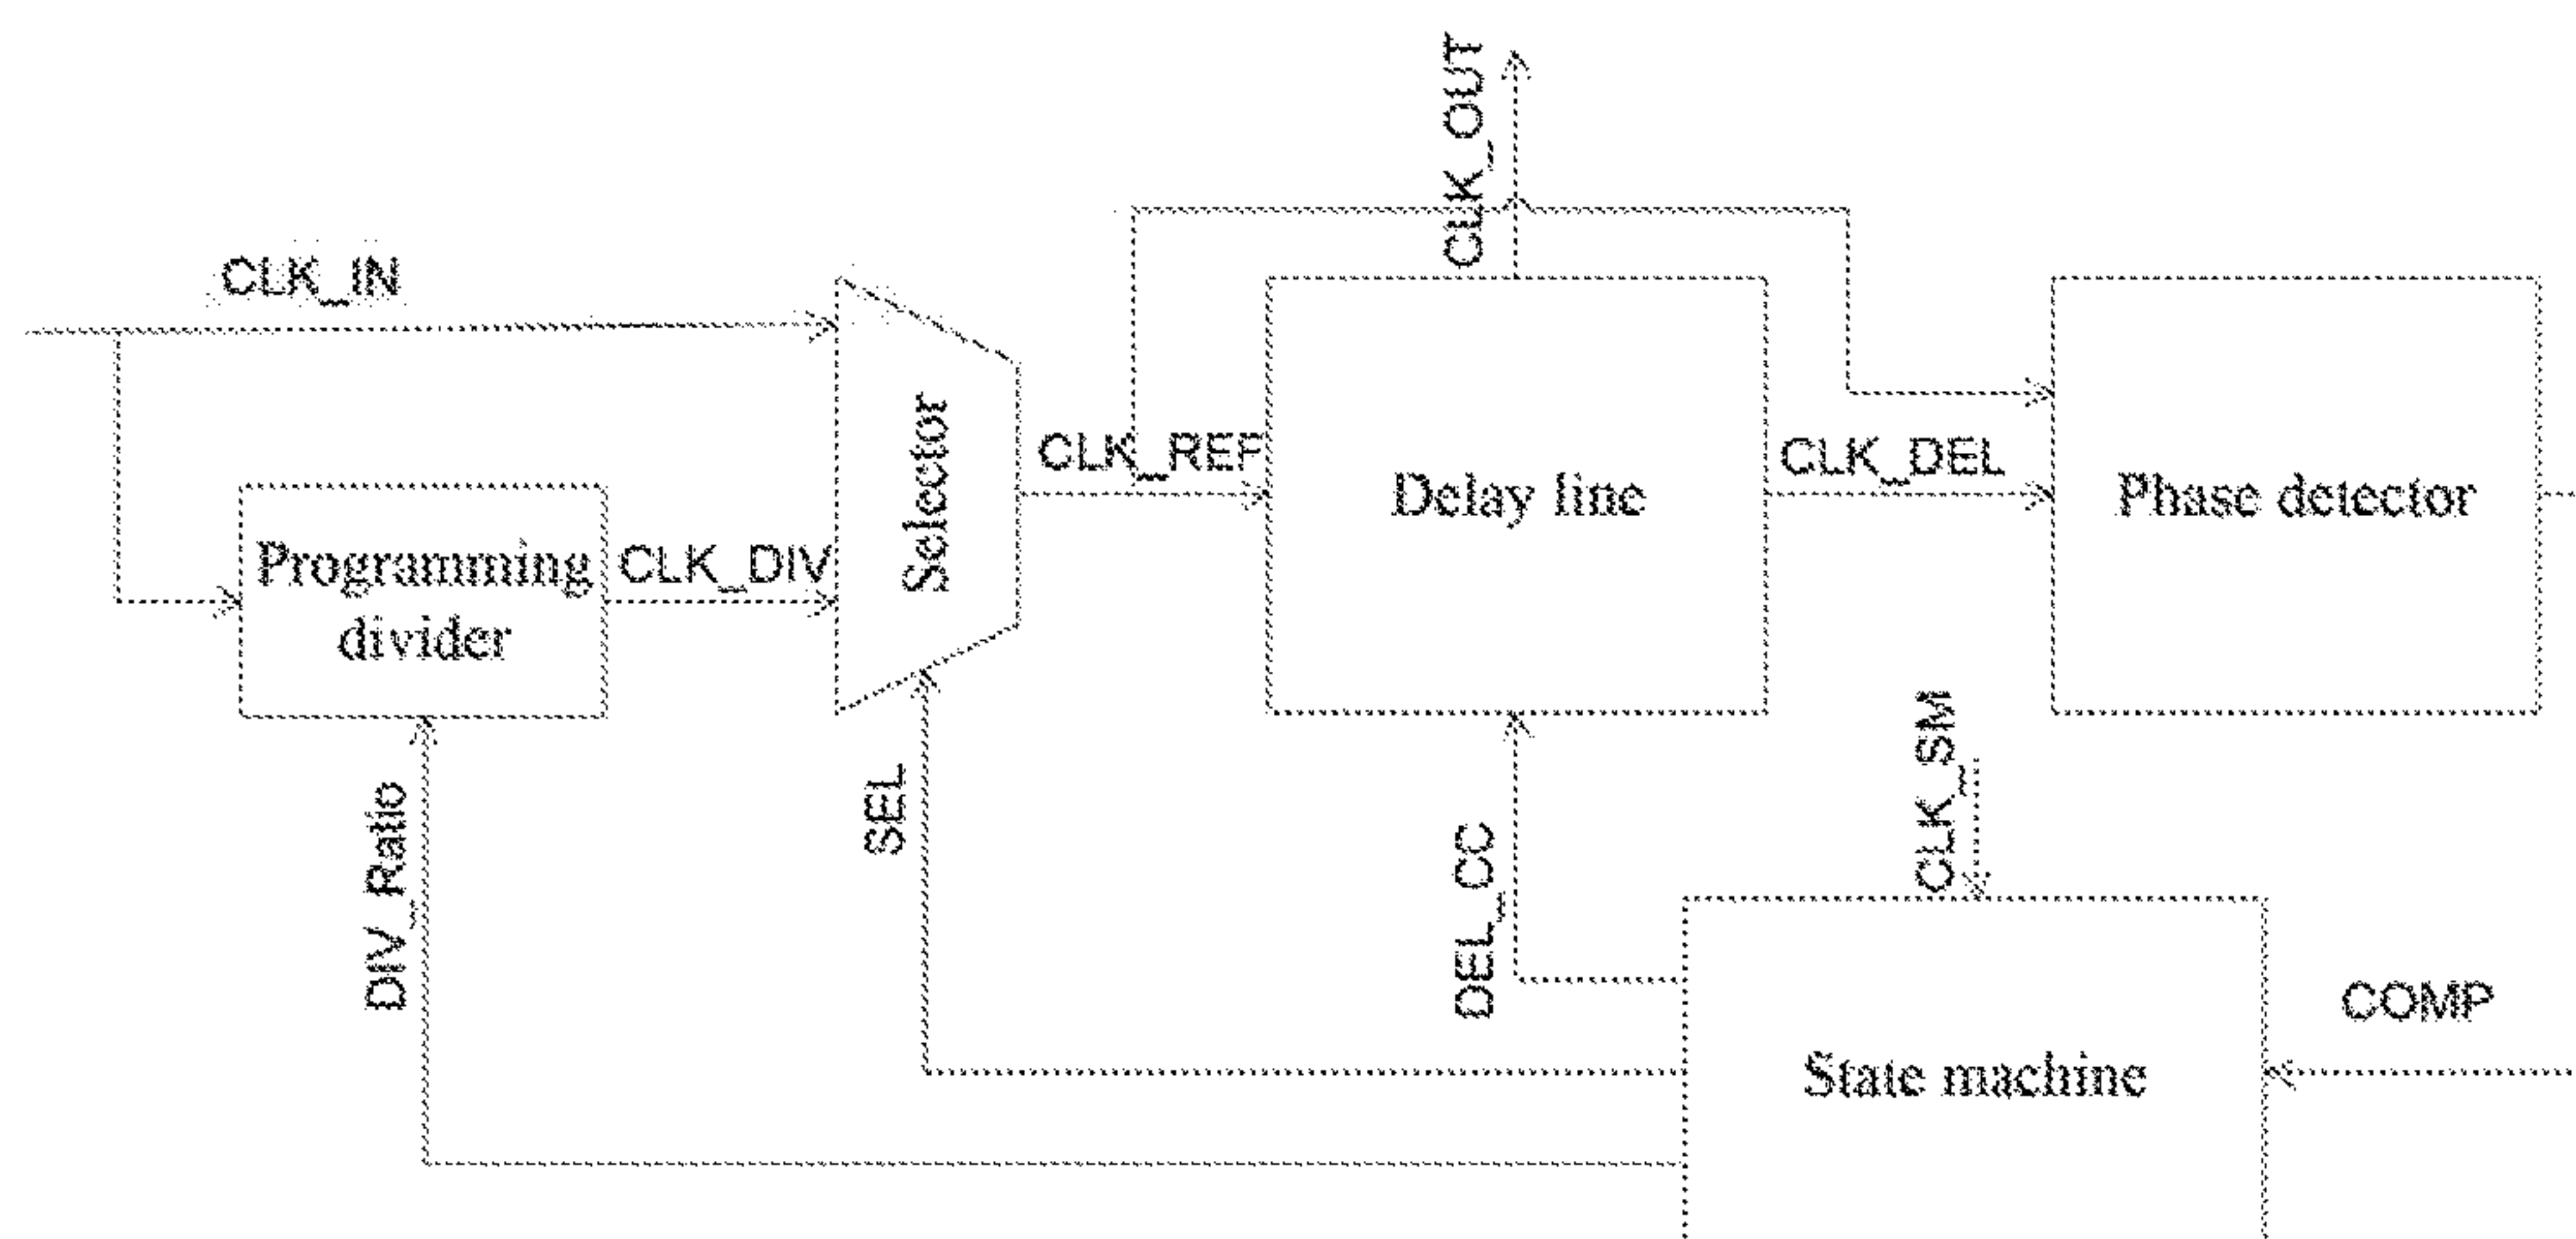 CLK_OUT
CLK_IN
Selector
CLK_REF
Delay line
CLK_DEL
Phase detector
Programming
divider
CLK_DIV
DIV_Ratio
SEL
DEL_CC
CLK_SM
State machine
COMP